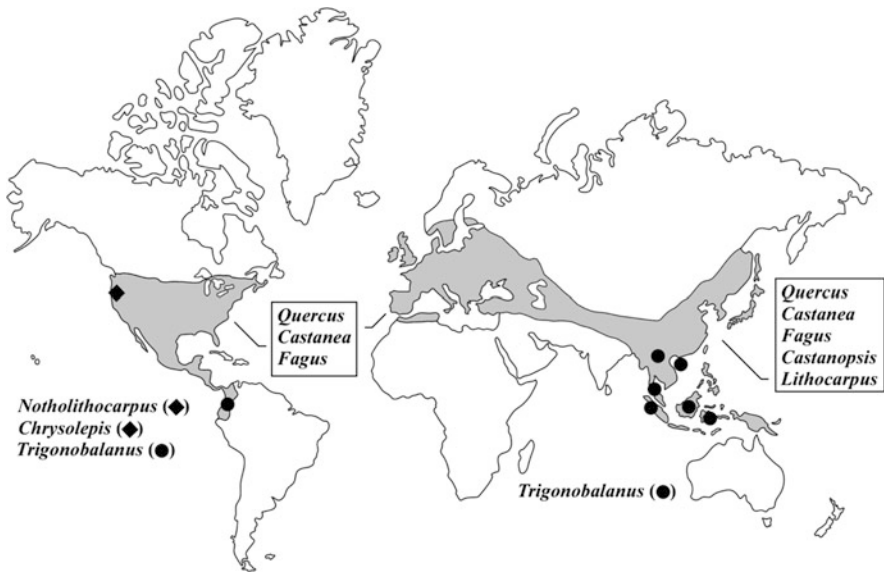 Quercus
Castanea
Fagus
Quercus
Castanea
Fagus
Castanopsis
Lithocarpus
Notholithocarpus (◆)
Chrysolepis (◆)
Trigonobalanus (●)
Trigonobalanus (●)